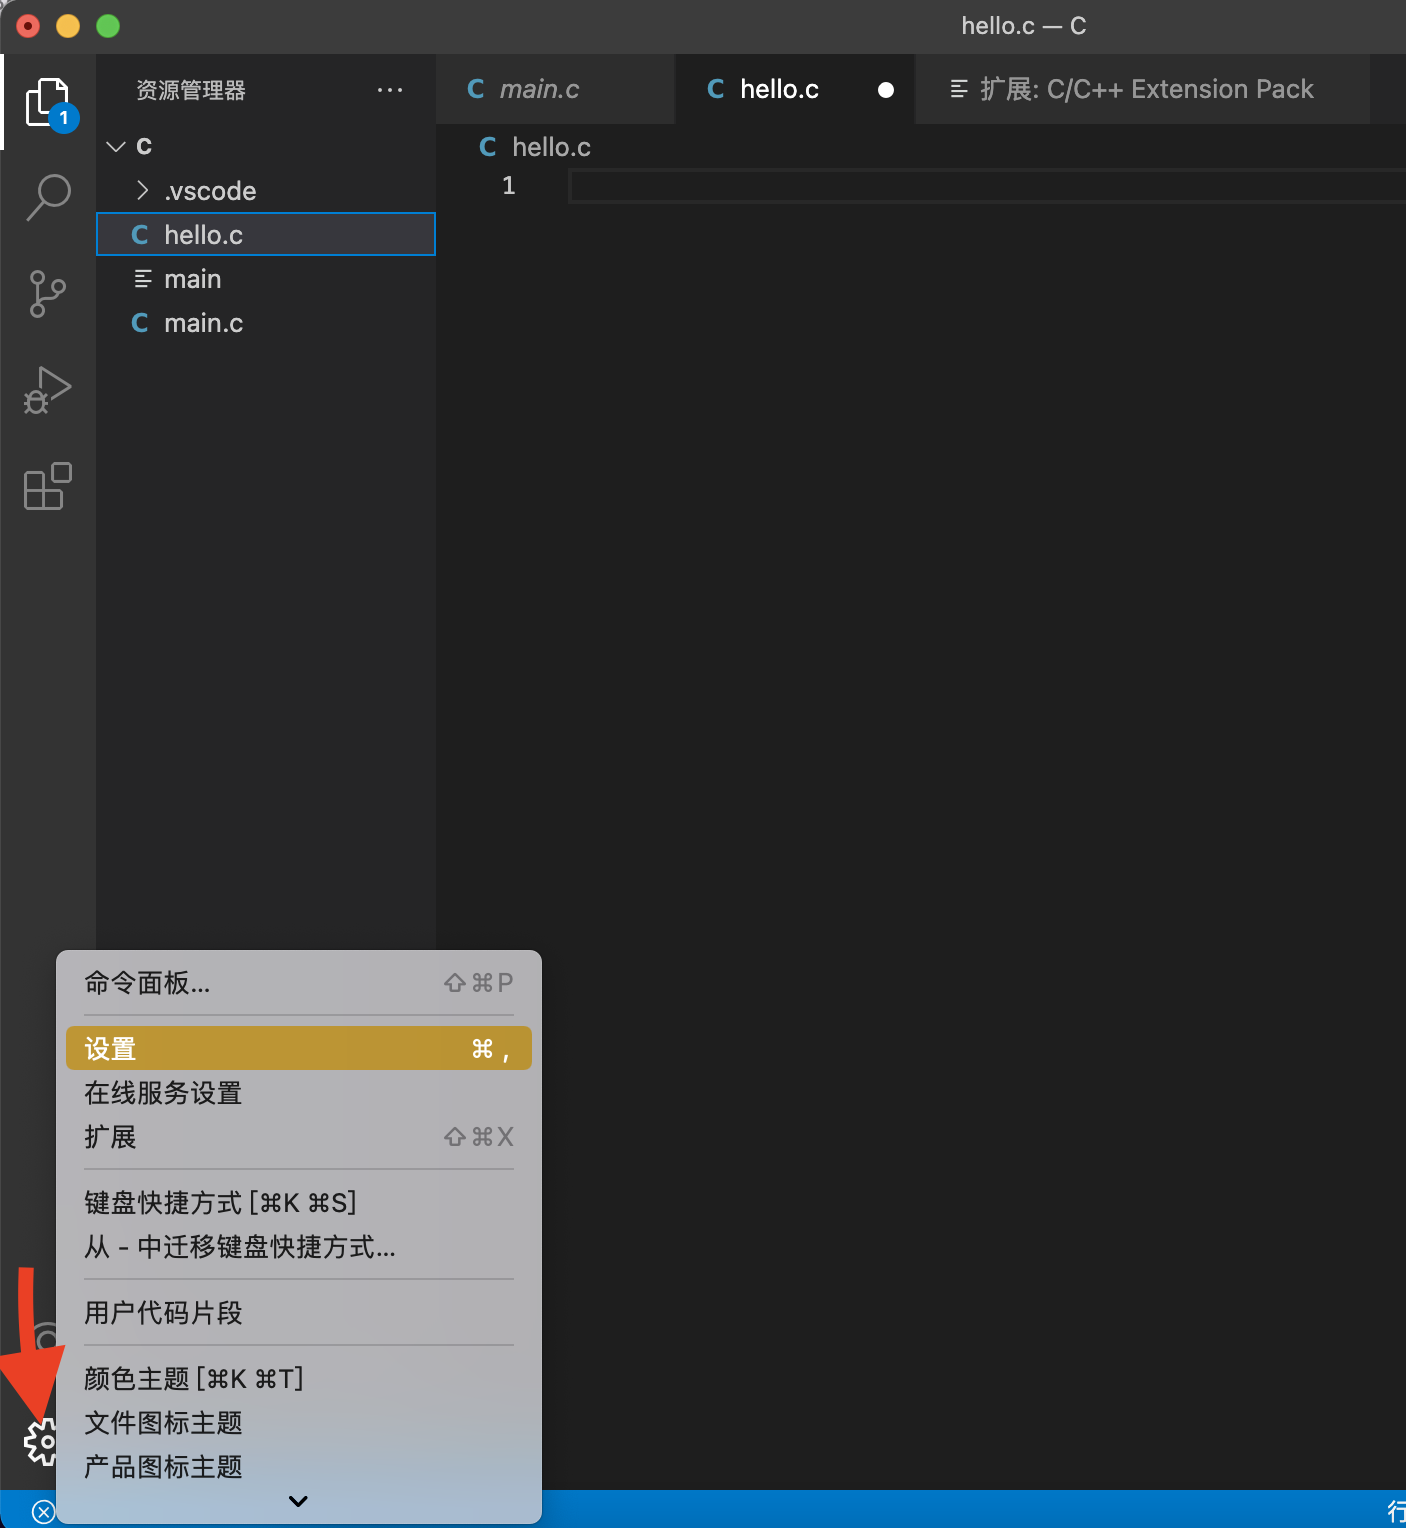 hello.c — C
1
资源管理器 ···
C main.c
C hello.c
扩展: C/C++ Extension Pack
C
.vscode
C hello.c
main
C main.c
C hello.c
1
命令面板... ⇧⌘P
设置 ⌘ ,
在线服务设置
扩展 ⇧⌘X
键盘快捷方式 [⌘K ⌘S]
从 - 中迁移键盘快捷方式...
用户代码片段
颜色主题 [⌘K ⌘T]
文件图标主题
产品图标主题
行